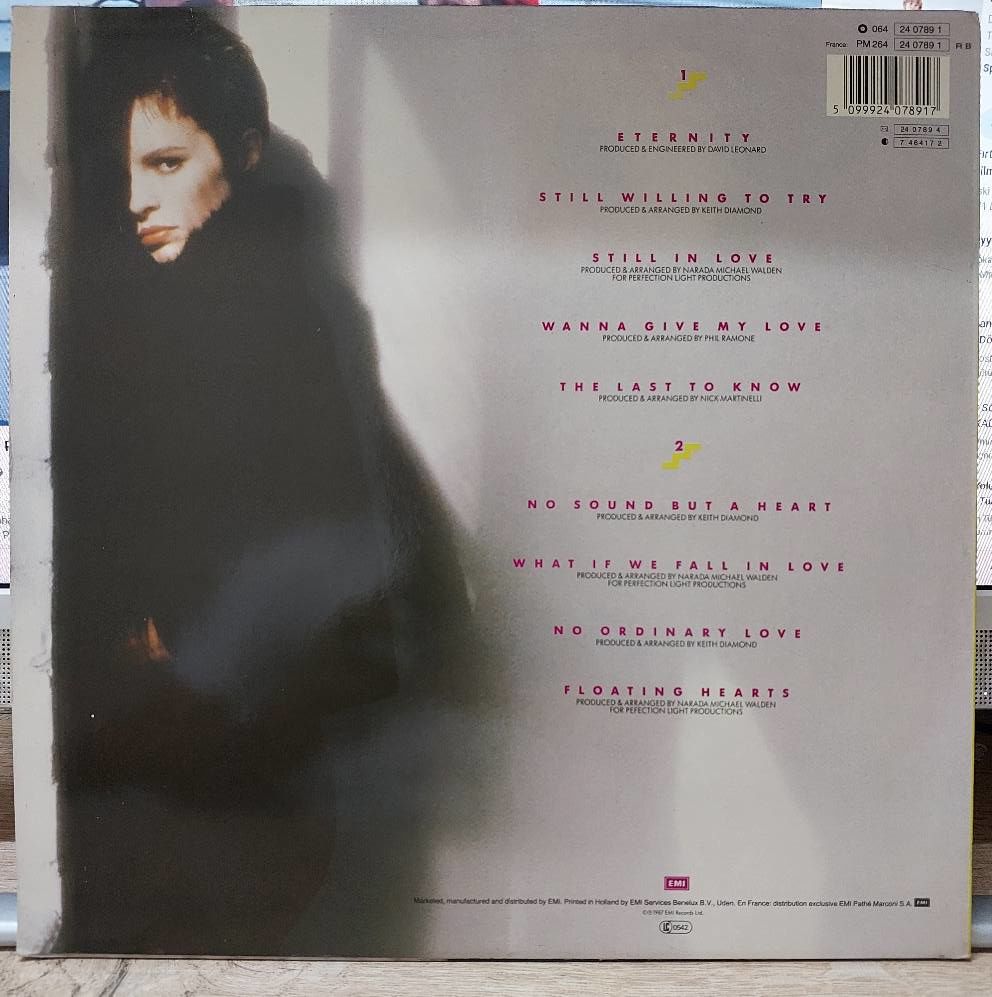 064 24 0789 1
France: PM 264 24 0789 1 R B
5 099924 078917
24 0789 4
7 46417 2
1
ETERNITY
PRODUCED & ENGINEERED BY DAVID LEONARD
STILL WILLING TO TRY
PRODUCED & ARRANGED BY KEITH DIAMOND
STILL IN LOVE
PRODUCED & ARRANGED BY NARADA MICHAEL WALDEN
FOR PERFECTION LIGHT PRODUCTIONS
WANNA GIVE MY LOVE
PRODUCED & ARRANGED BY PHIL RAMONE
THE LAST TO KNOW
PRODUCED & ARRANGED BY NICK MARTINELLI
2
NO SOUND BUT A HEART
PRODUCED & ARRANGED BY KEITH DIAMOND
WHAT IF WE FALL IN LOVE
PRODUCED & ARRANGED BY NARADA MICHAEL WALDEN
FOR PERFECTION LIGHT PRODUCTIONS
NO ORDINARY LOVE
PRODUCED & ARRANGED BY KEITH DIAMOND
FLOATING HEARTS
PRODUCED & ARRANGED BY NARADA MICHAEL WALDEN
FOR PEFECTION LIGHT PRODUCTIONS
EMI
Marketed, manufactured and distributed by EMI. Printed in Holland by EMI Services Benelux B.V., Uden. En France: distribution exclusive EMI Pathé Marconi S.A. EMI
©℗ 1987 EMI Records Ltd.
LC 0542